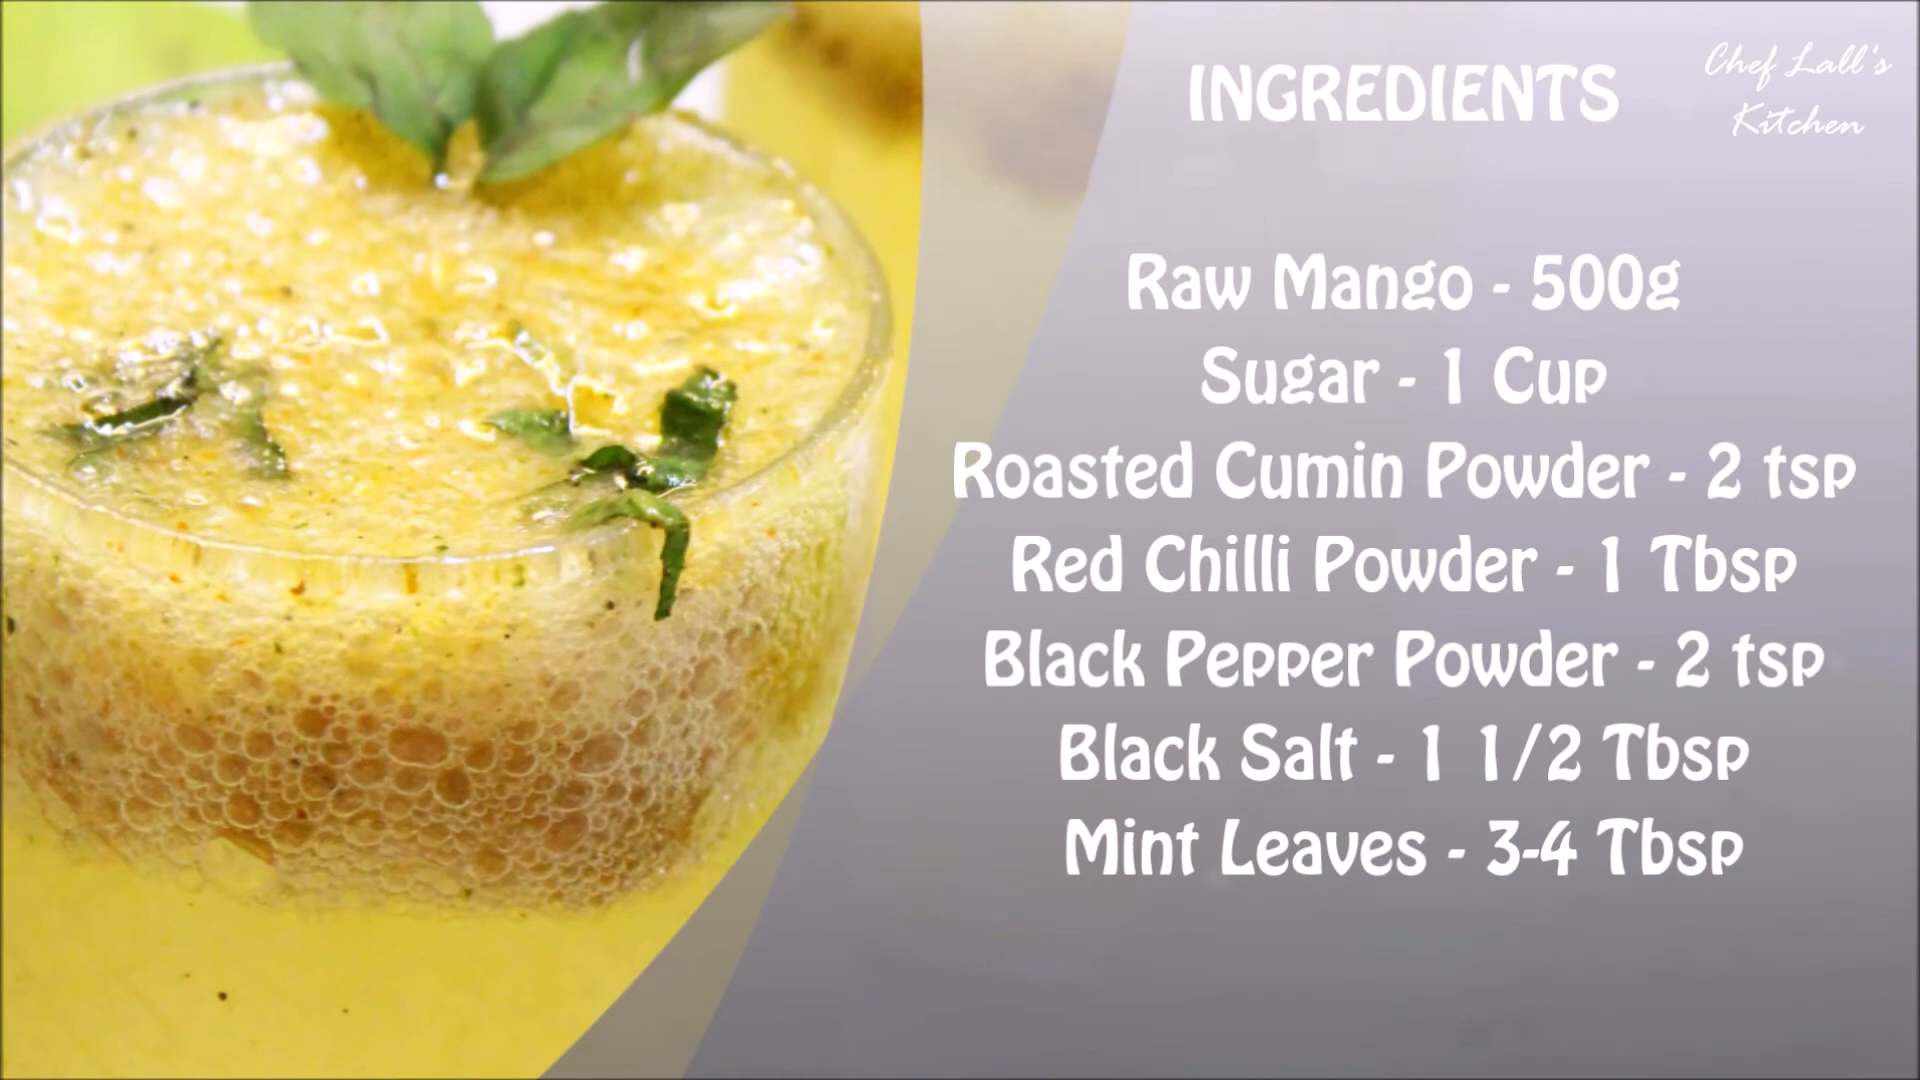 INGREDIENTS
Chef Lall's
Kitchen
Raw Mango - 500g
Sugar - 1 Cup
Roasted Cumin Powder - 2 tsp
Red Chilli Powder - 1 Tbsp
Black Pepper Powder - 2 tsp
Black Salt - 1 1/2 Tbsp
Mint Leaves - 3-4 Tbsp